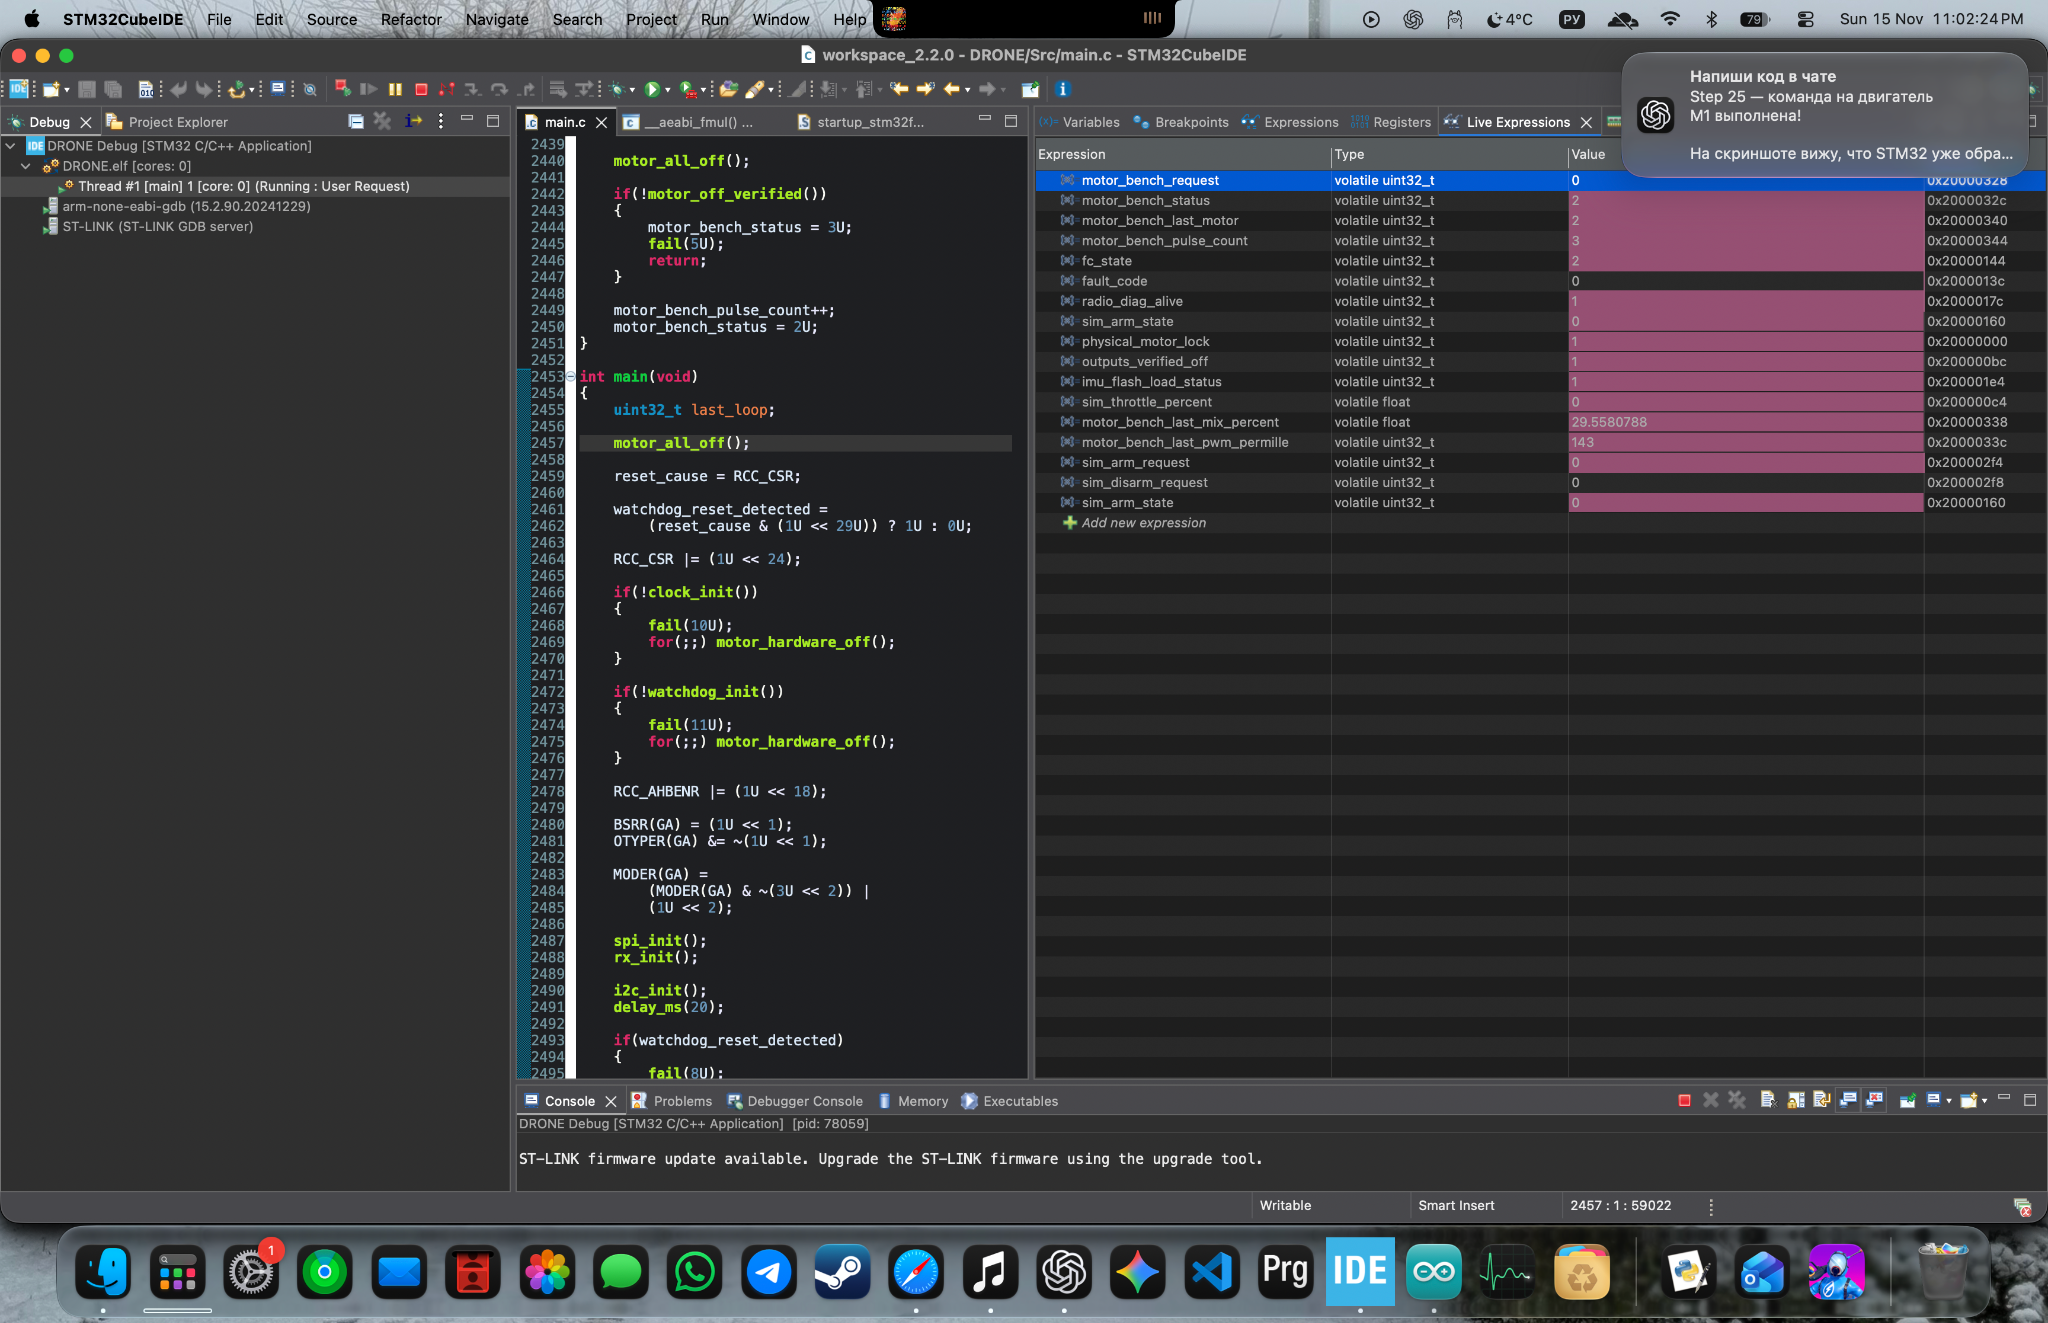 STM32CubeIDE File Edit Source Refactor Navigate Search Project Run Window Help 4°C РУ 79 Sun 15 Nov 11:02:24 PM
workspace_2.2.0 - DRONE/Src/main.c - STM32CubeIDE
Напиши код в чате
Step 25 — команда на двигатель
M1 выполнена!
На скриншоте вижу, что STM32 уже обра...
Debug Project Explorer
DRONE Debug [STM32 C/C++ Application]
DRONE.elf [cores: 0]
Thread #1 [main] 1 [core: 0] (Running : User Request)
arm-none-eabi-gdb (15.2.90.20241229)
ST-LINK (ST-LINK GDB server)
main.c __aeabi_fmul() ... startup_stm32f...
2439
2440 motor_all_off();
2441
2442 if(!motor_off_verified())
2443 {
2444 motor_bench_status = 3U;
2445 fail(5U);
2446 return;
2447 }
2448
2449 motor_bench_pulse_count++;
2450 motor_bench_status = 2U;
2451 }
2452
2453 int main(void)
2454 {
2455 uint32_t last_loop;
2456
2457 motor_all_off();
2458
2459 reset_cause = RCC_CSR;
2460
2461 watchdog_reset_detected =
2462 (reset_cause & (1U << 29U)) ? 1U : 0U;
2463
2464 RCC_CSR |= (1U << 24);
2465
2466 if(!clock_init())
2467 {
2468 fail(10U);
2469 for(;;) motor_hardware_off();
2470 }
2471
2472 if(!watchdog_init())
2473 {
2474 fail(11U);
2475 for(;;) motor_hardware_off();
2476 }
2477
2478 RCC_AHBENR |= (1U << 18);
2479
2480 BSRR(GA) = (1U << 1);
2481 OTYPER(GA) &= ~(1U << 1);
2482
2483 MODER(GA) =
2484 (MODER(GA) & ~(3U << 2)) |
2485 (1U << 2);
2486
2487 spi_init();
2488 rx_init();
2489
2490 i2c_init();
2491 delay_ms(20);
2492
2493 if(watchdog_reset_detected)
2494 {
2495 fail(8U);
Variables Breakpoints Expressions Registers Live Expressions
Expression Type Value
motor_bench_request volatile uint32_t 0 0x20000328
motor_bench_status volatile uint32_t 2 0x2000032c
motor_bench_last_motor volatile uint32_t 2 0x20000340
motor_bench_pulse_count volatile uint32_t 3 0x20000344
fc_state volatile uint32_t 2 0x20000144
fault_code volatile uint32_t 0 0x2000013c
radio_diag_alive volatile uint32_t 1 0x2000017c
sim_arm_state volatile uint32_t 0 0x20000160
physical_motor_lock volatile uint32_t 1 0x20000000
outputs_verified_off volatile uint32_t 1 0x200000bc
imu_flash_load_status volatile uint32_t 1 0x200001e4
sim_throttle_percent volatile float 0 0x200000c4
motor_bench_last_mix_percent volatile float 29.5580788 0x20000338
motor_bench_last_pwm_permille volatile uint32_t 143 0x2000033c
sim_arm_request volatile uint32_t 0 0x200002f4
sim_disarm_request volatile uint32_t 0 0x200002f8
sim_arm_state volatile uint32_t 0 0x20000160
Add new expression
Console Problems Debugger Console Memory Executables
DRONE Debug [STM32 C/C++ Application] [pid: 78059]
ST-LINK firmware update available. Upgrade the ST-LINK firmware using the upgrade tool.
Writable Smart Insert 2457 : 1 : 59022
1
Prg IDE